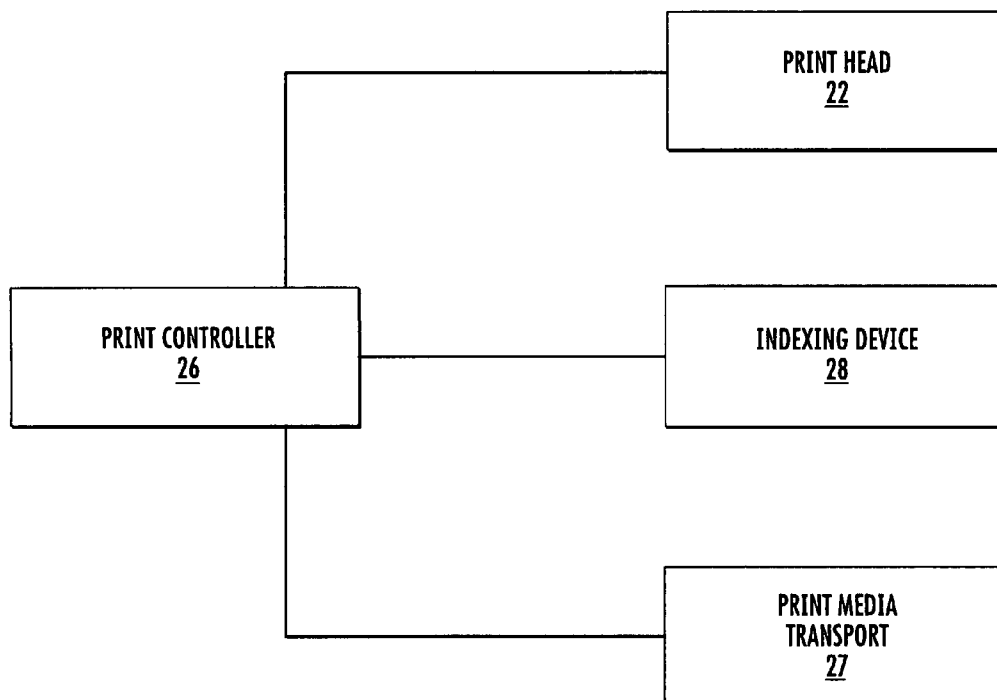 PRINT HEAD
22
PRINT CONTROLLER
26
INDEXING DEVICE
28
PRINT MEDIA
TRANSPORT
27